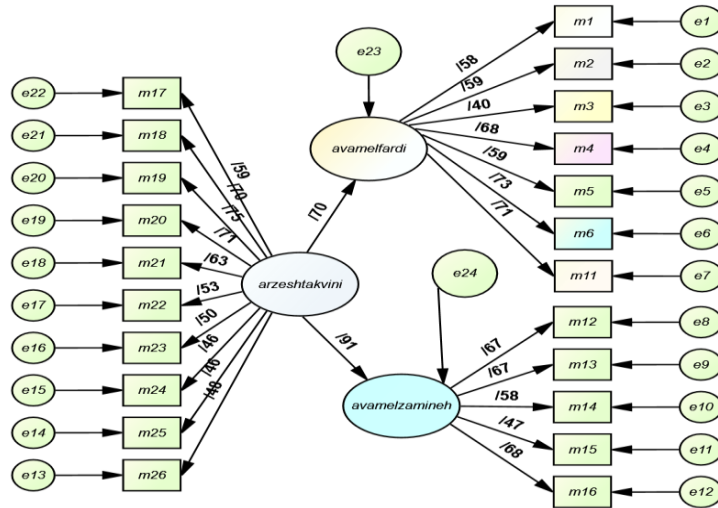 e22 m17
e21 m18
e20 m19
e19 m20
e18 m21
e17 m22
e16 m23
e15 m24
e14 m25
e13 m26
/59
/70
/75
/71
/63
/53
/50
/46
/46
/48
arzeshtakvini
/70
/91
e23
avamelfardi
e24
avamelzamineh
/58
/59
/40
/68
/59
/73
/71
m1 e1
m2 e2
m3 e3
m4 e4
m5 e5
m6 e6
m11 e7
/67
/67
/58
/47
/68
m12 e8
m13 e9
m14 e10
m15 e11
m16 e12